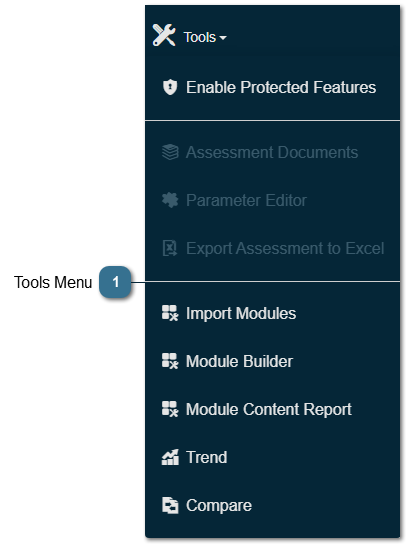 Tools
Enable Protected Features
Assessment Documents
Parameter Editor
Export Assessment to Excel
Tools Menu 1
Import Modules
Module Builder
Module Content Report
Trend
Compare